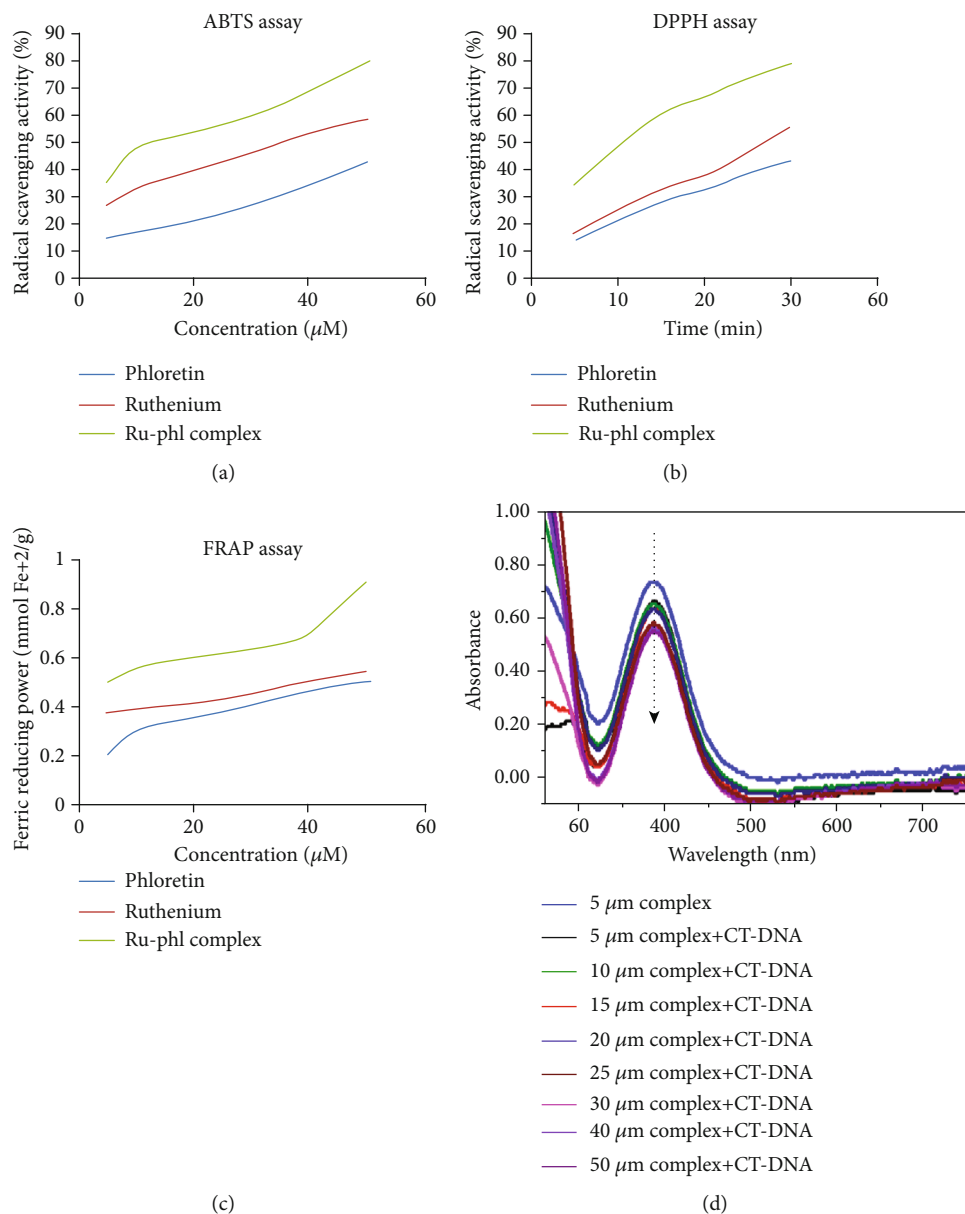 ABTS assay
Radical scavenging activity (%)
90
80
70
60
50
40
30
20
10
0
0
20
40
60
Concentration (μM)
Phloretin
Ruthenium
Ru-phl complex
(a)
DPPH assay
Radical scavenging activity (%)
90
80
70
60
50
40
30
20
10
0
0
10
20
30
60
Time (min)
Phloretin
Ruthenium
Ru-phl complex
(b)
FRAP assay
Ferric reducing power (mmol Fe+2/g)
1
0.8
0.6
0.4
0.2
0
0
20
40
60
Concentration (μM)
Phloretin
Ruthenium
Ru-phl complex
(c)
Absorbance
1.00
0.80
0.60
0.40
0.20
0.00
60
400
500
600
700
Wavelength (nm)
5 μm complex
5 μm complex+CT-DNA
10 μm complex+CT-DNA
15 μm complex+CT-DNA
20 μm complex+CT-DNA
25 μm complex+CT-DNA
30 μm complex+CT-DNA
40 μm complex+CT-DNA
50 μm complex+CT-DNA
(d)